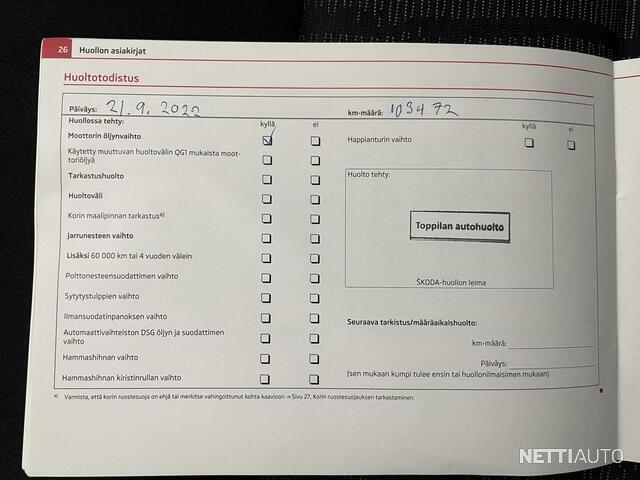 26 Huollon asiakirjat
Huoltotodistus
Päiväys: 21.9.2022 km-määrä: 103472
Huollossa tehty: kyllä ei kyllä ei
Moottorin öljynvaihto
Happianturin vaihto
Käytetty muuttuvan huoltovälin QG1 mukaista moot-
toriöljyä
Tarkastushuolto
Huolto tehty:
Huoltoväli
Korin maalipinnan tarkastusa)
Toppilan autohuolto
Jarrunesteen vaihto
Lisäksi 60 000 km tai 4 vuoden välein
Polttonesteensuodattimen vaihto
ŠKODA-huollon leima
Sytytystulppien vaihto
Ilmansuodatinpanoksen vaihto
Seuraava tarkistus/määräaikaishuolto:
Automaattivaihteiston DSG öljyn ja suodattimen
vaihto
km-määrä:
Hammashihnan vaihto
Päiväys:
(sen mukaan kumpi tulee ensin tai huollonilmaisimen mukaan)
Hammashihnan kiristinrullan vaihto
a) Varmista, että korin ruostesuoja on ehjä tai merkitse vahingoittunut kohta kaavioon ⇒ Sivu 27, Korin ruostesuojauksen tarkastaminen.
NETTIAUTO